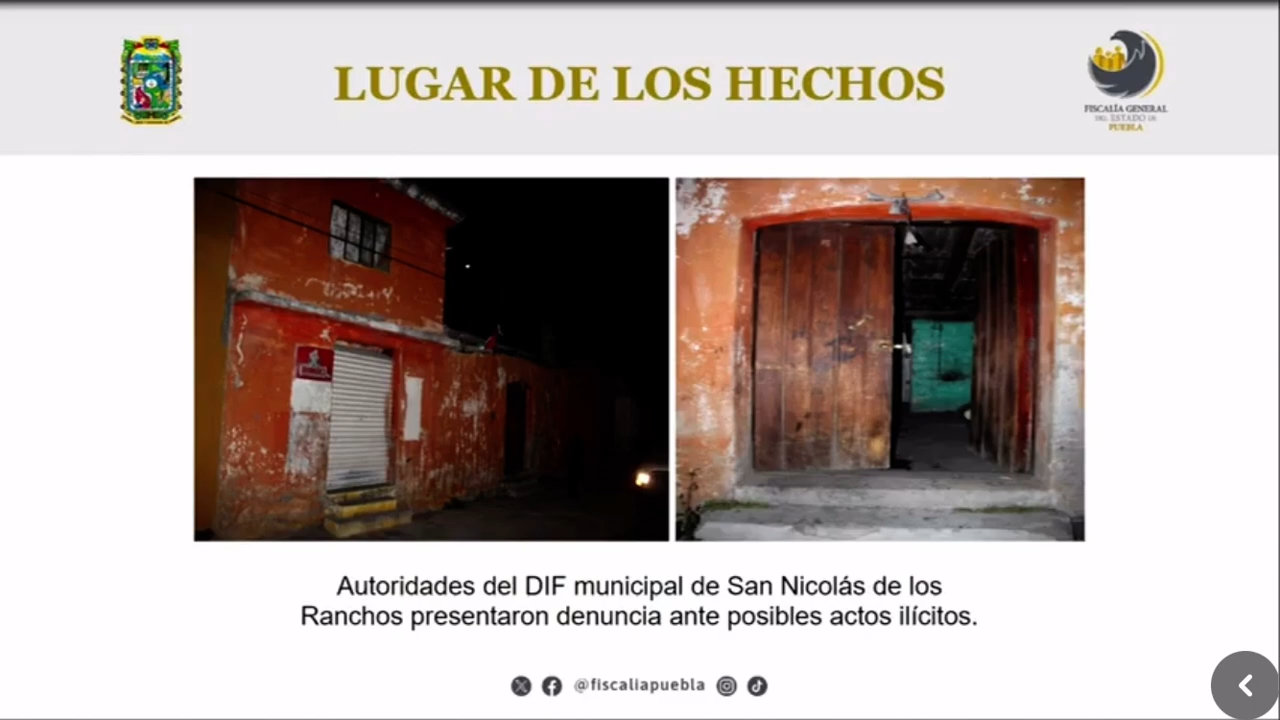 LUGAR DE LOS HECHOS
FISCALÍA GENERAL
DEL ESTADO DE
PUEBLA
Autoridades del DIF municipal de San Nicolás de los
Ranchos presentaron denuncia ante posibles actos ilícitos.
@fiscaliapuebla